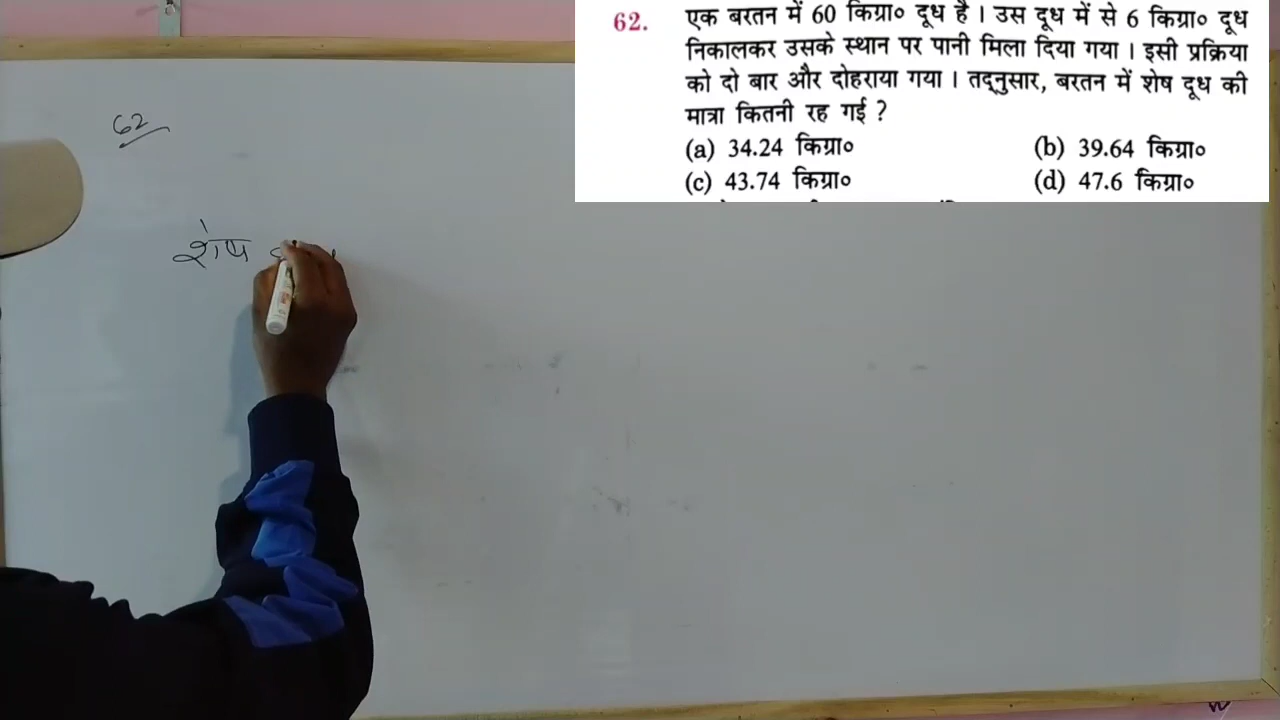 62. एक बरतन में 60 किग्रा० दूध है । उस दूध में से 6 किग्रा० दूध
निकालकर उसके स्थान पर पानी मिला दिया गया । इसी प्रक्रिया
को दो बार और दोहराया गया । तद्नुसार, बरतन में शेष दूध की
मात्रा कितनी रह गई ?
(a) 34.24 किग्रा० (b) 39.64 किग्रा०
(c) 43.74 किग्रा० (d) 47.6 किग्रा०
62
शेष